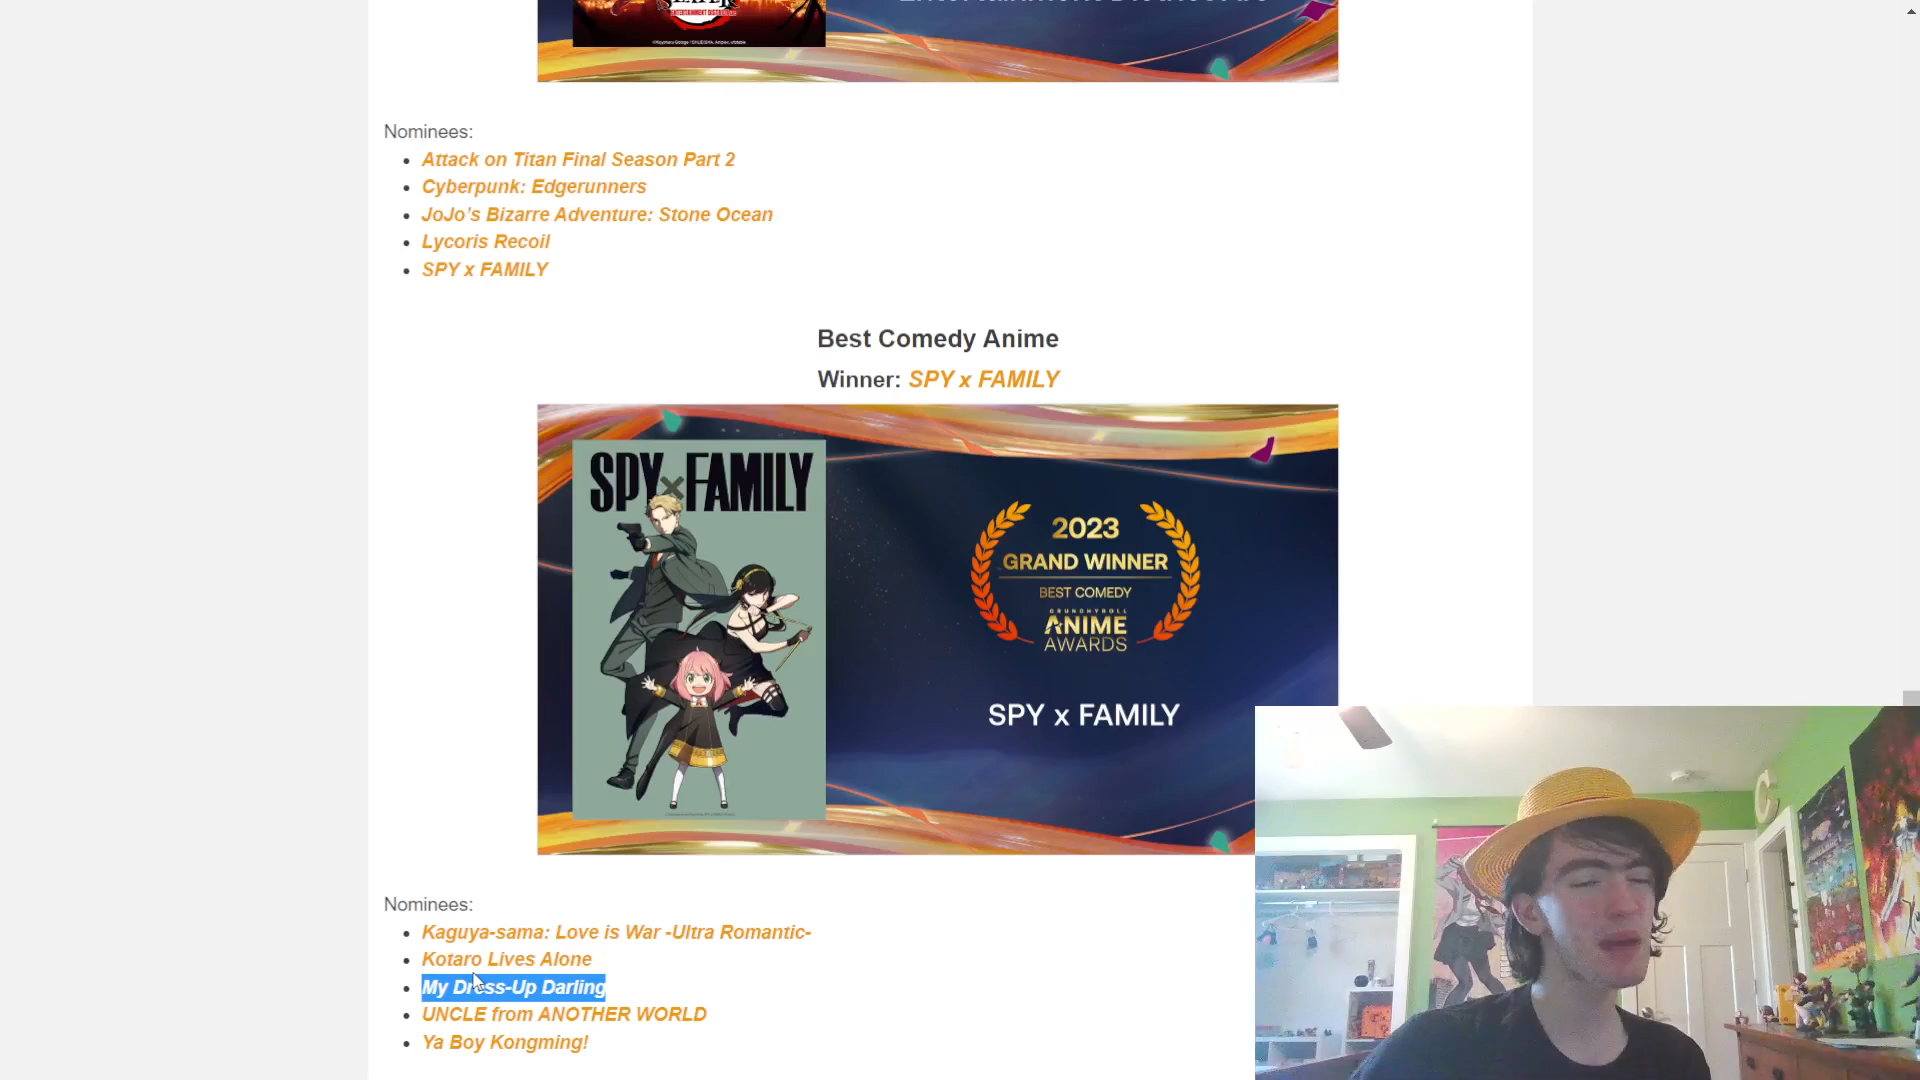 Nominees:
Attack on Titan Final Season Part 2
Cyberpunk: Edgerunners
JoJo’s Bizarre Adventure: Stone Ocean
Lycoris Recoil
SPY x FAMILY
Best Comedy Anime
Winner: SPY x FAMILY
SPY×FAMILY
2023
GRAND WINNER
BEST COMEDY
CRUNCHYROLL
ANIME
AWARDS
SPY x FAMILY
Nominees:
Kaguya-sama: Love is War -Ultra Romantic-
Kotaro Lives Alone
My Dress-Up Darling
UNCLE from ANOTHER WORLD
Ya Boy Kongming!